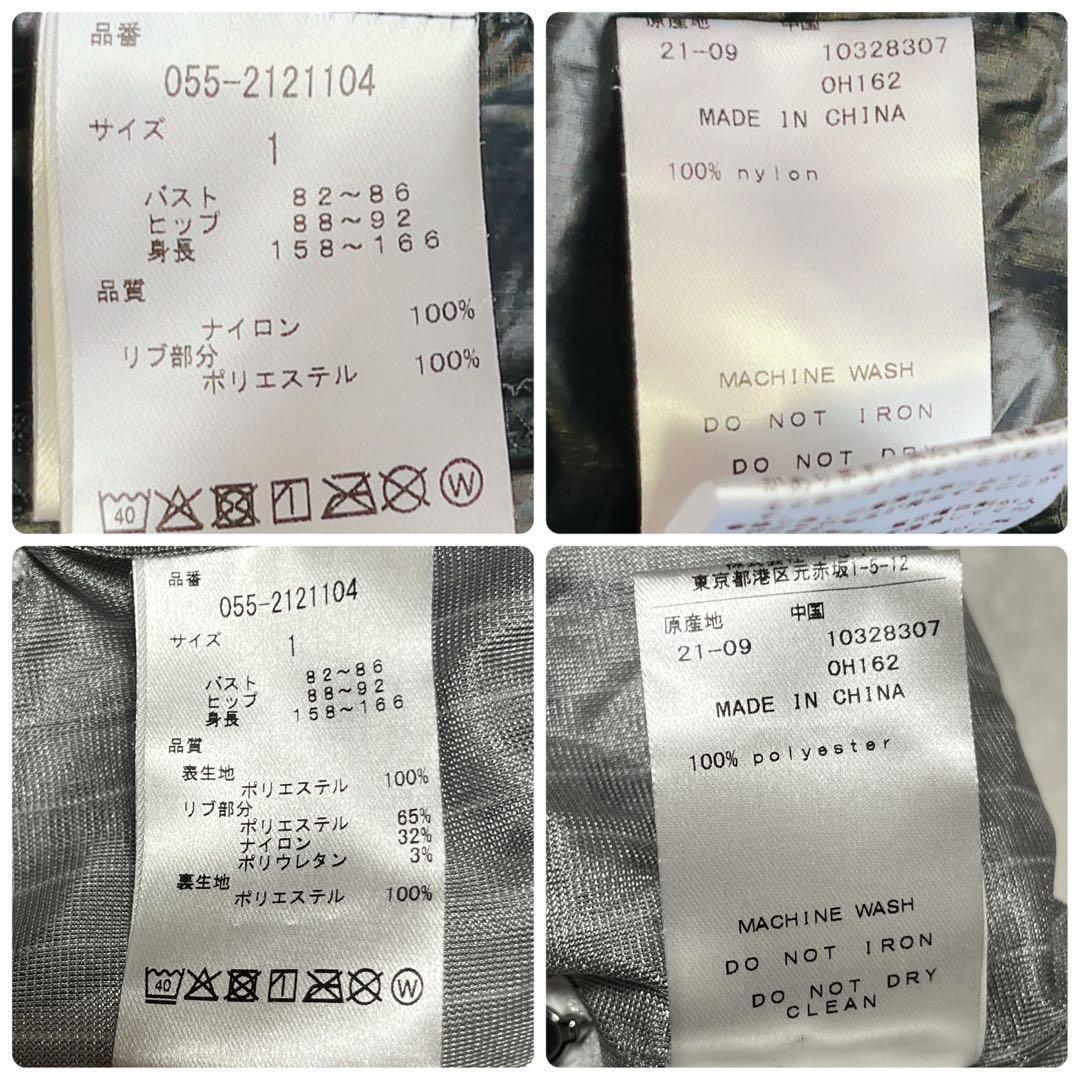 品番
055-2121104
サイズ
1
バスト 82～86
ヒップ 88～92
身長 158～166
品質
ナイロン 100%
リブ部分
ポリエステル 100%
40
W
原産地 中国
21-09 10328307
0H162
MADE IN CHINA
100% nylon
MACHINE WASH
DO NOT IRON
DO NOT DRY
品番
055-2121104
サイズ 1
バスト 82～86
ヒップ 88～92
身長 158～166
品質
表生地
ポリエステル 100%
リブ部分
ポリエステル 65%
ナイロン 32%
ポリウレタン 3%
裏生地
ポリエステル 100%
40
W
東京都港区元赤坂1-5-12
原産地 中国
21-09 10328307
0H162
MADE IN CHINA
100% polyester
MACHINE WASH
DO NOT IRON
DO NOT DRY
CLEAN